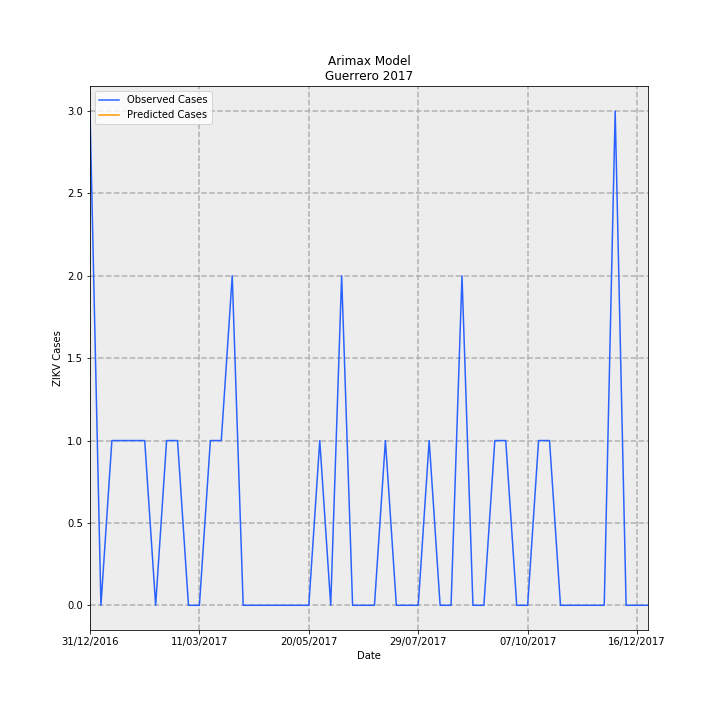 Arimax Model
Guerrero 2017
Observed Cases
Predicted Cases
3.0
2.5
2.0
1.5
1.0
0.5
0.0
ZIKV Cases
31/12/2016 11/03/2017 20/05/2017 29/07/2017 07/10/2017 16/12/2017
Date